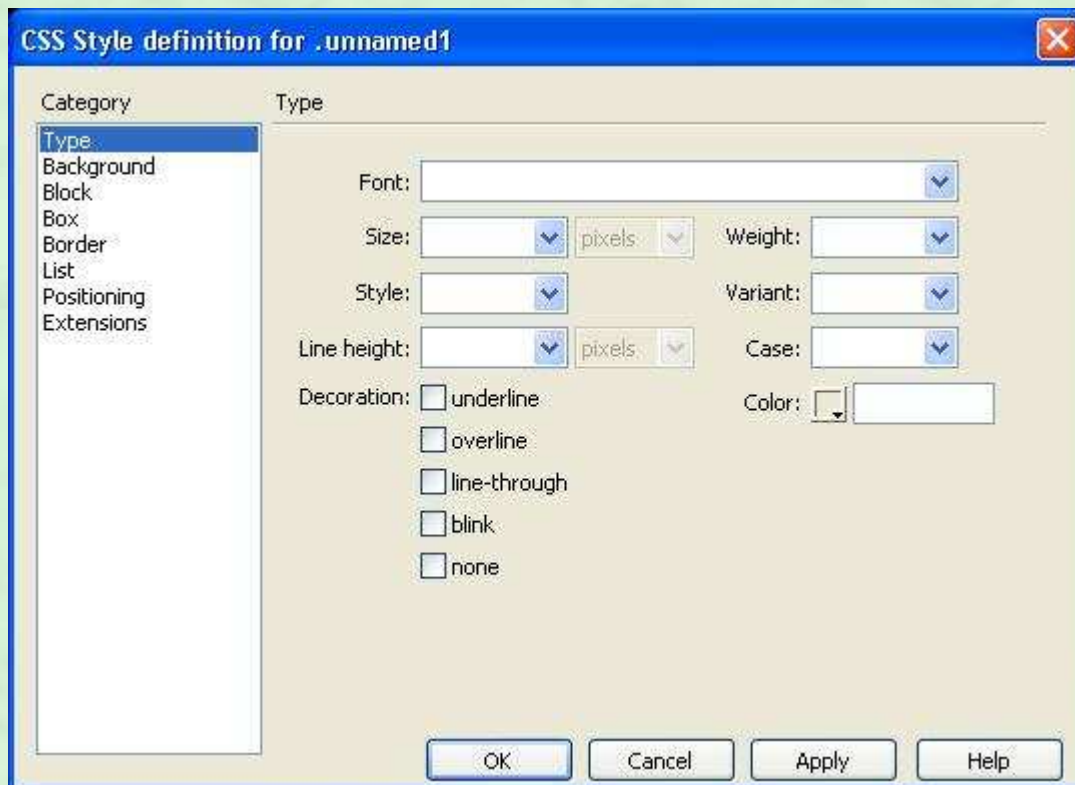 CSS Style definition for .unnamed1
Category
Type
Background
Block
Box
Border
List
Positioning
Extensions
Type
Font:
Size: pixels Weight:
Style: Variant:
Line height: pixels Case:
Decoration: underline Color:
overline
line-through
blink
none
OK Cancel Apply Help